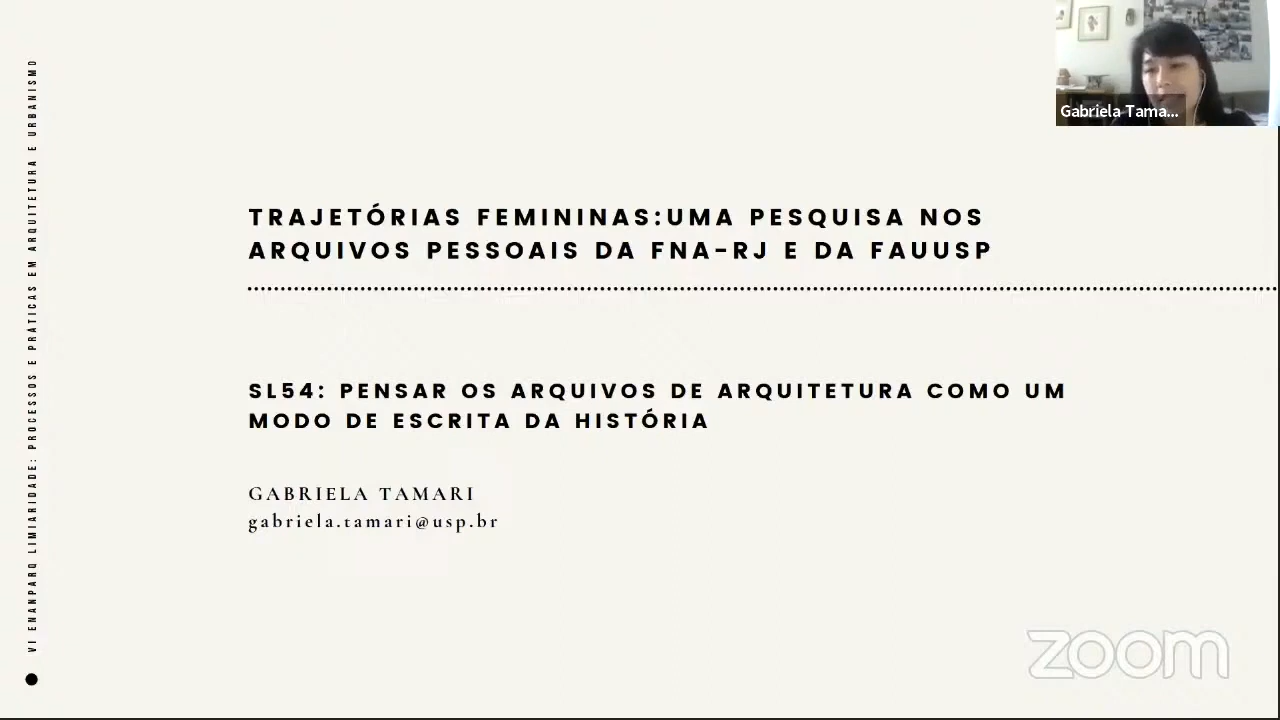 VI ENANPARQ LIMIARIDADE: PROCESSOS E PRÁTICAS EM ARQUITETURA E URBANISMO
Gabriela Tama...
TRAJETÓRIAS FEMININAS:UMA PESQUISA NOS
ARQUIVOS PESSOAIS DA FNA-RJ E DA FAUUSP
SL54: PENSAR OS ARQUIVOS DE ARQUITETURA COMO UM
MODO DE ESCRITA DA HISTÓRIA
GABRIELA TAMARI
gabriela.tamari@usp.br
zoom